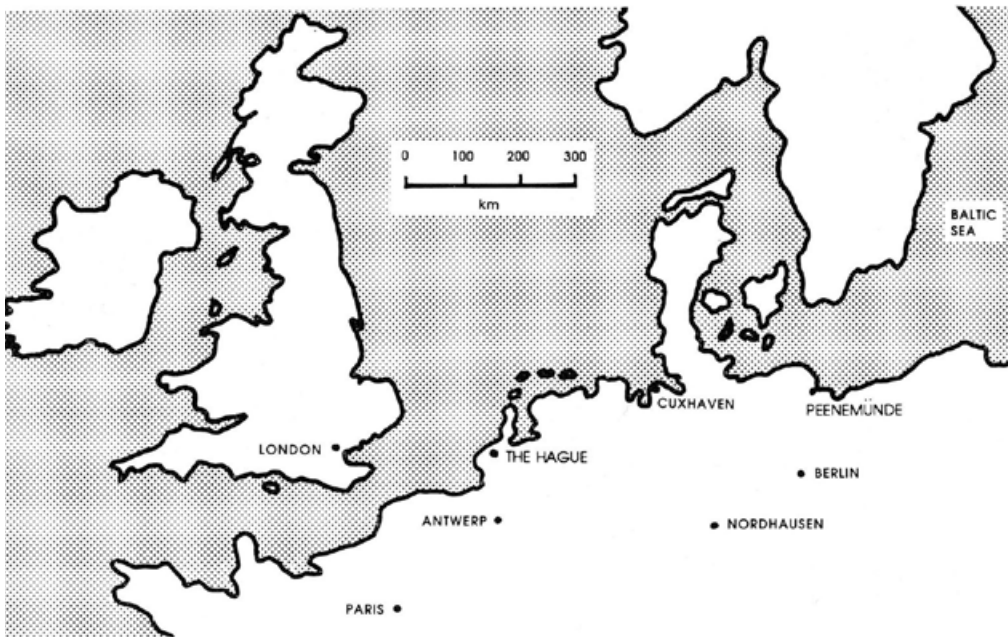 0 100 200 300
km
BALTIC
SEA
CUXHAVEN
PEENEMÜNDE
LONDON
THE HAGUE
BERLIN
ANTWERP
NORDHAUSEN
PARIS